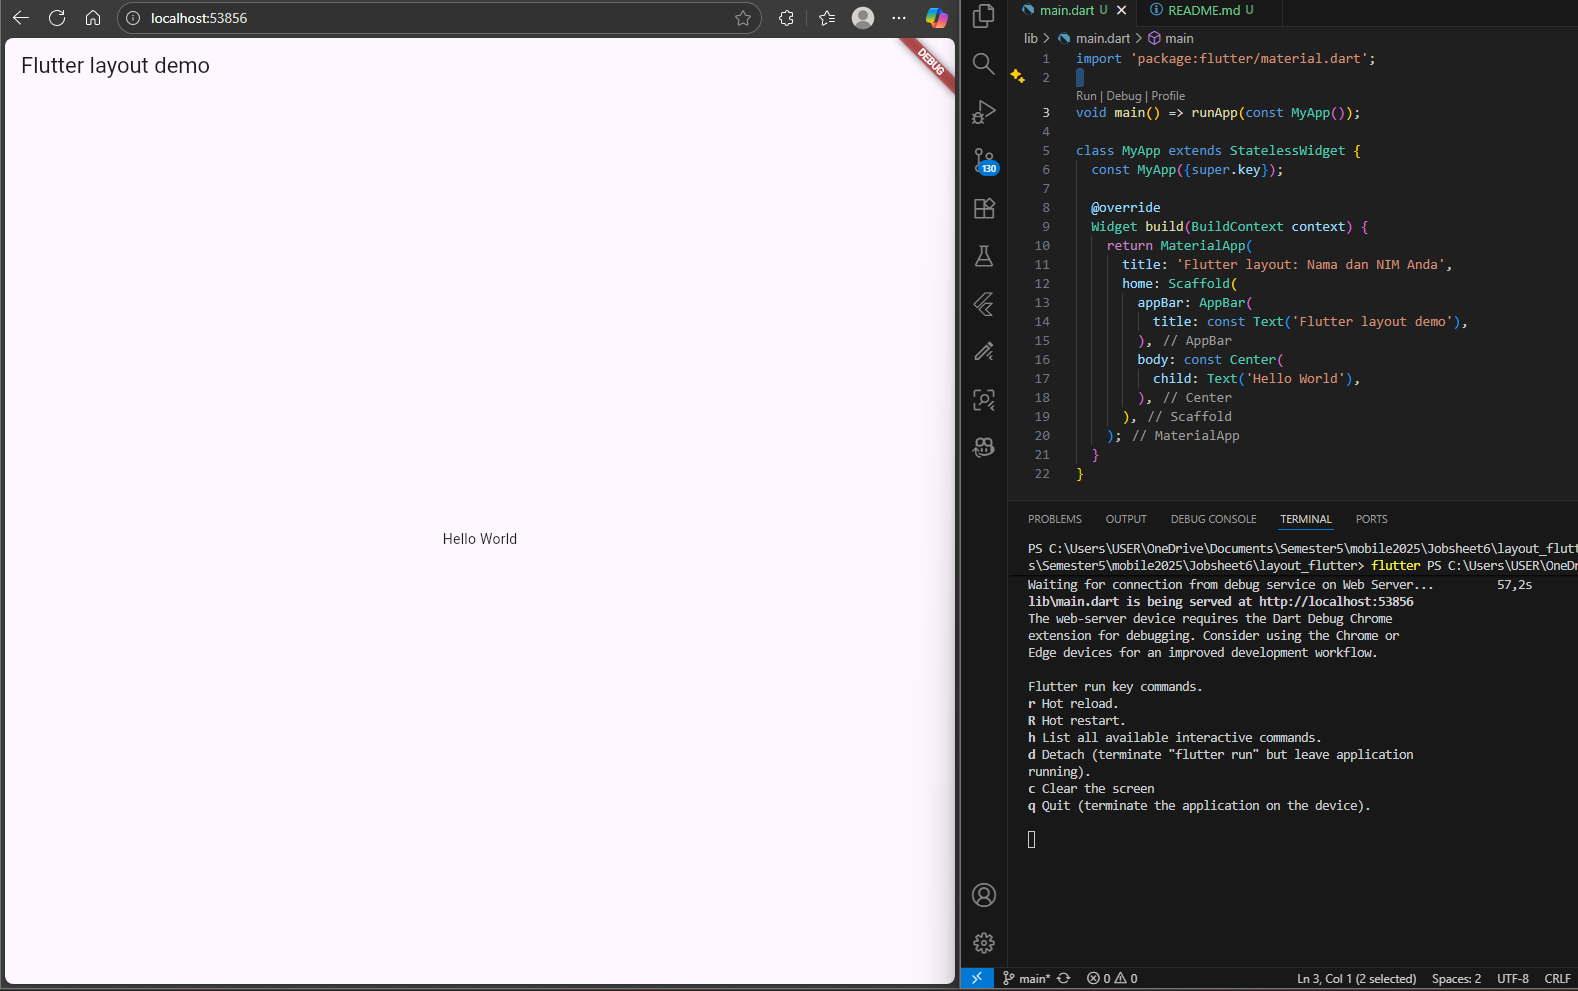 localhost:53856
Flutter layout demo
DEBUG
Hello World
main.dart U
README.md U
lib > main.dart > main
1 import 'package:flutter/material.dart';
2
Run | Debug | Profile
3 void main() => runApp(const MyApp());
4
5 class MyApp extends StatelessWidget {
6 const MyApp({super.key});
7
8 @override
9 Widget build(BuildContext context) {
10 return MaterialApp(
11 title: 'Flutter layout: Nama dan NIM Anda',
12 home: Scaffold(
13 appBar: AppBar(
14 title: const Text('Flutter layout demo'),
15 ), // AppBar
16 body: const Center(
17 child: Text('Hello World'),
18 ), // Center
19 ), // Scaffold
20 ); // MaterialApp
21 }
22 }
130
PROBLEMS OUTPUT DEBUG CONSOLE TERMINAL PORTS
PS C:\Users\USER\OneDrive\Documents\Semester5\mobile2025\Jobsheet6\layout_flutt
s\Semester5\mobile2025\Jobsheet6\layout_flutter> flutter PS C:\Users\USER\OneDr
Waiting for connection from debug service on Web Server... 57,2s
lib\main.dart is being served at http://localhost:53856
The web-server device requires the Dart Debug Chrome
extension for debugging. Consider using the Chrome or
Edge devices for an improved development workflow.
Flutter run key commands.
r Hot reload.
R Hot restart.
h List all available interactive commands.
d Detach (terminate "flutter run" but leave application
running).
c Clear the screen
q Quit (terminate the application on the device).
main* 0 0 Ln 3, Col 1 (2 selected) Spaces: 2 UTF-8 CRLF